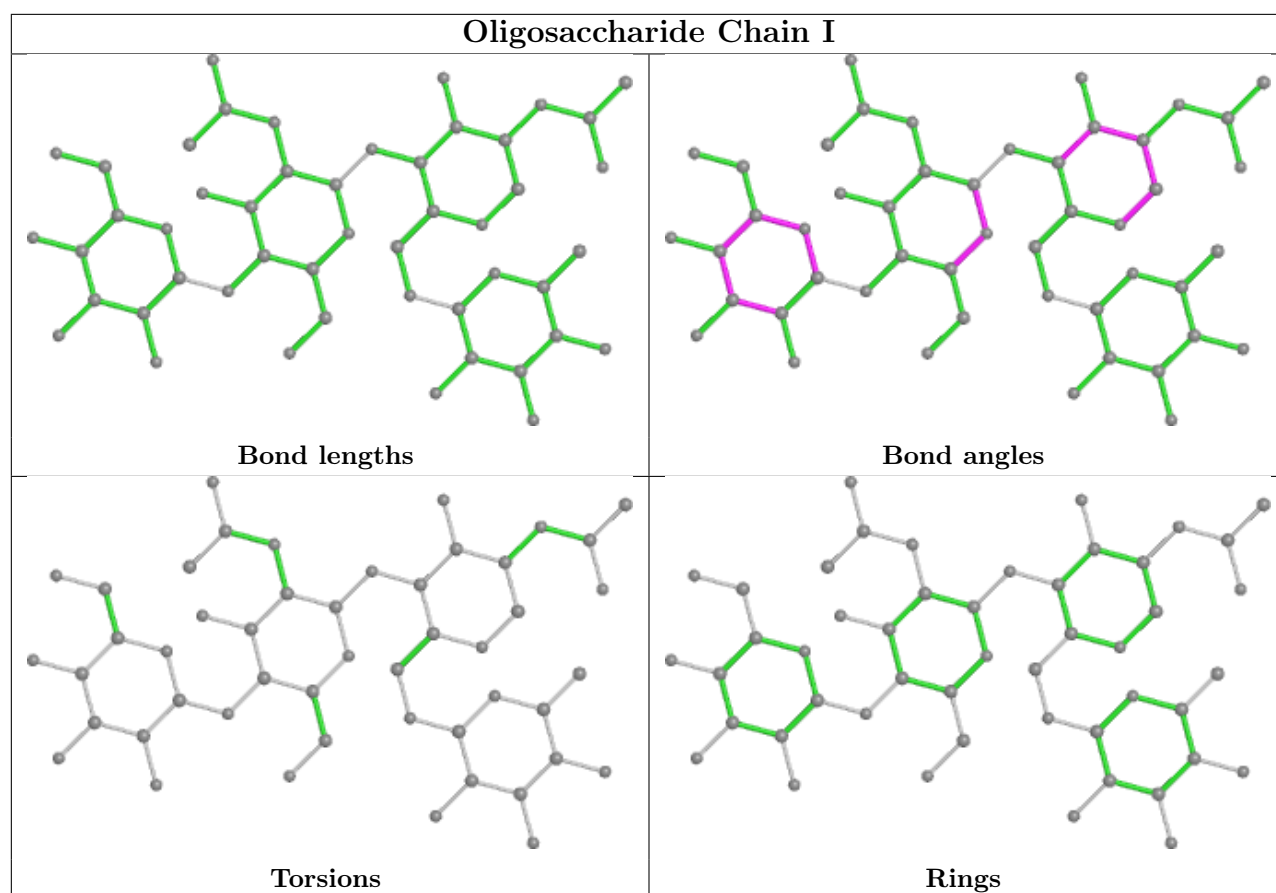 Oligosaccharide Chain I
Bond lengths
Bond angles
Torsions
Rings